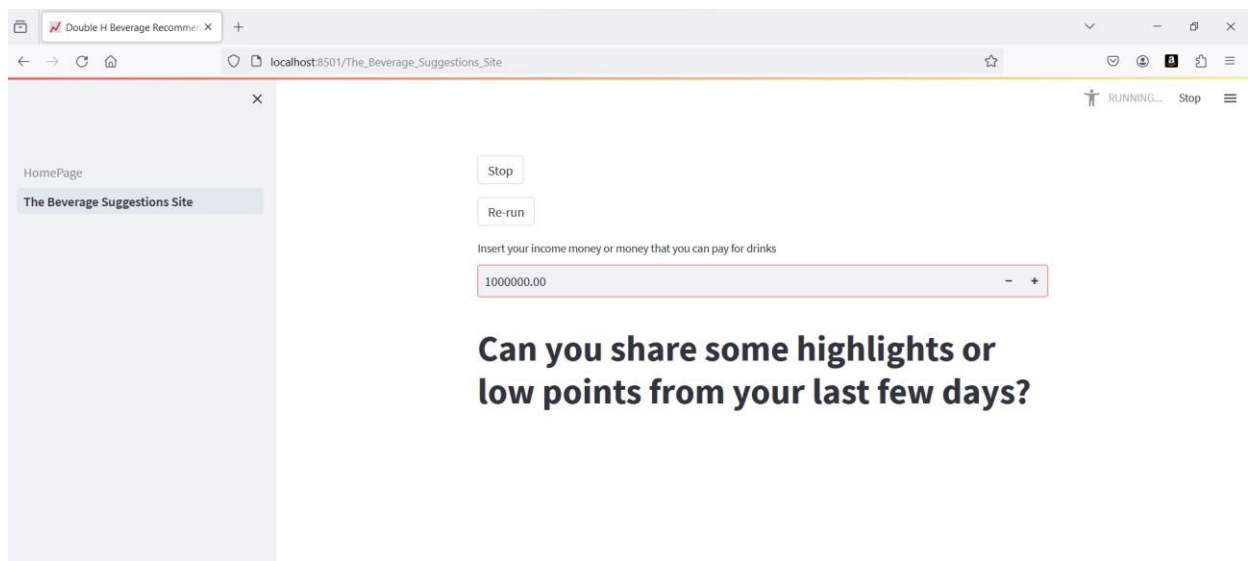 Double H Beverage Recommen
localhost:8501/The_Beverage_Suggestions_Site
RUNNING... Stop
HomePage
The Beverage Suggestions Site
Stop
Re-run
Insert your income money or money that you can pay for drinks
1000000.00
Can you share some highlights or
low points from your last few days?